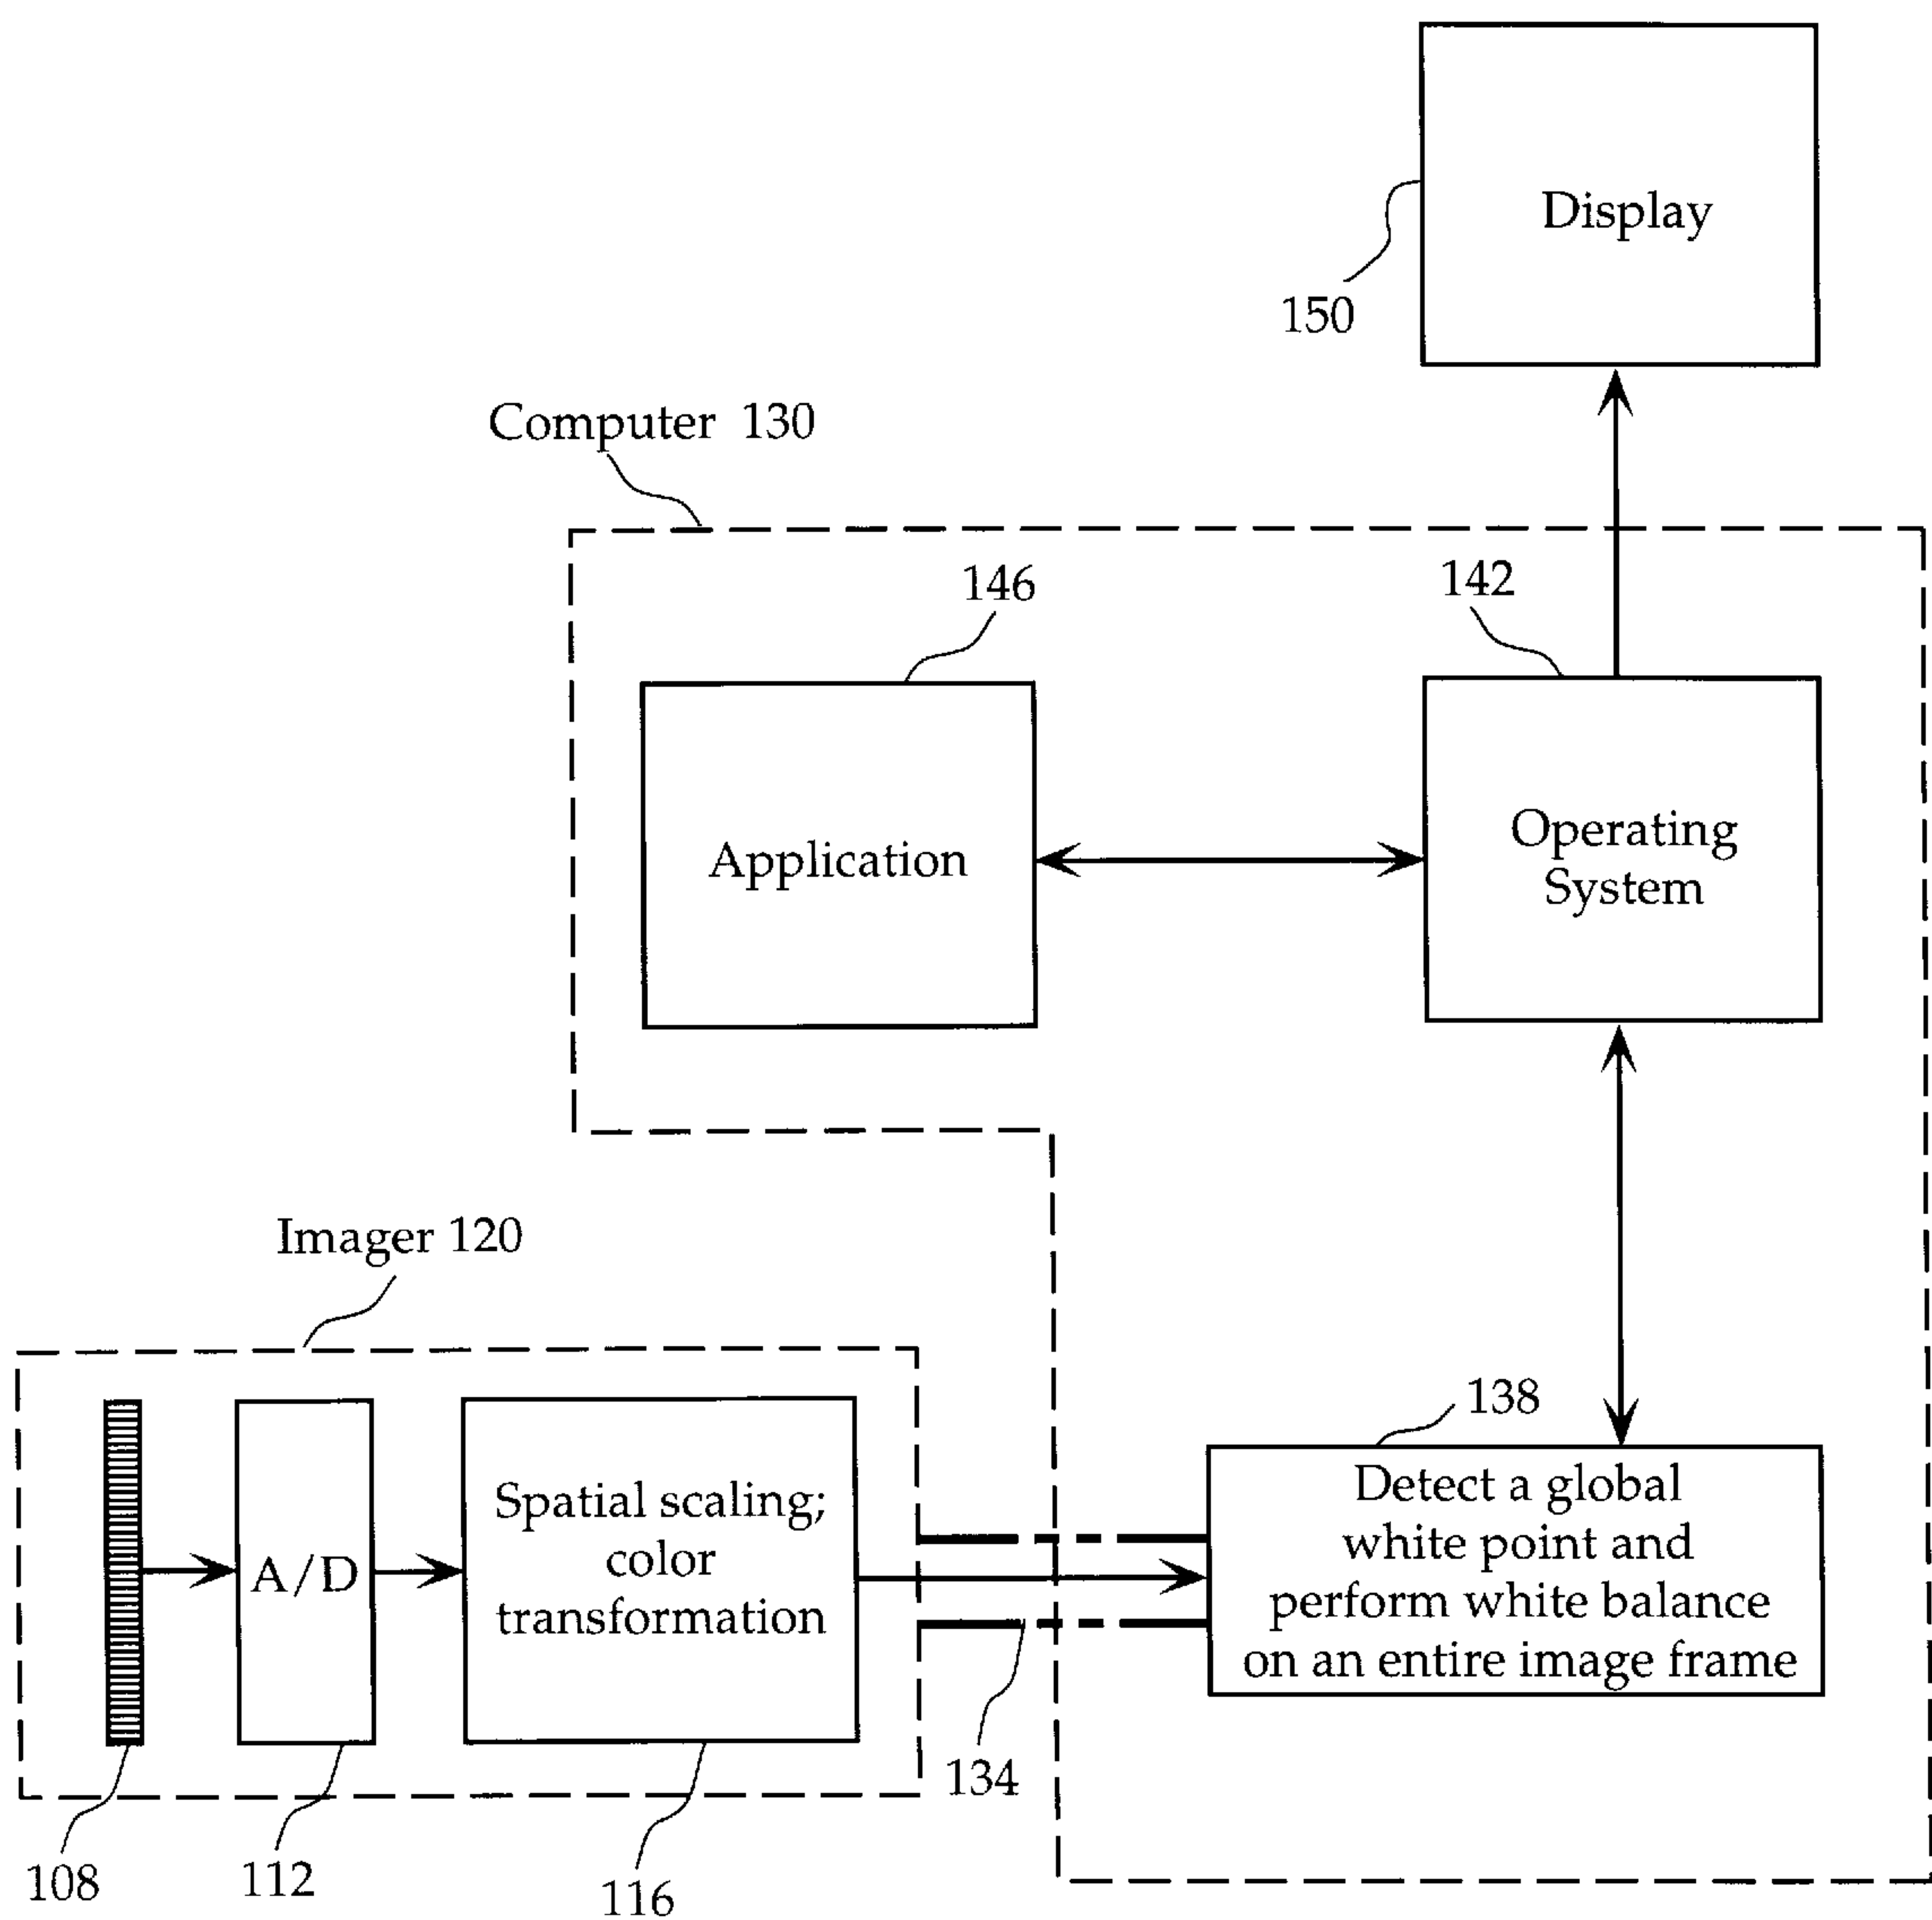 Display
150
Computer 130
146
142
Application
Operating
System
Imager 120
138
Spatial scaling;
color
transformation
A/D
Detect a global
white point and
perform white balance
on an entire image frame
134
108
112
116